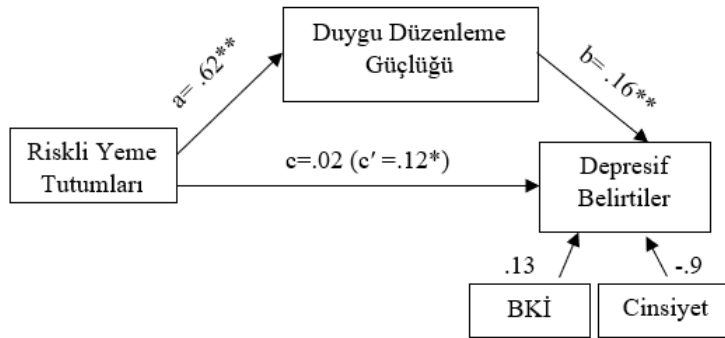 Duygu Düzenleme
Güçlüğü
a= .62**
b= .16**
Riskli Yeme
Tutumları
c=.02 (c′ =.12*)
Depresif
Belirtiler
.13
-.9
BKİ
Cinsiyet